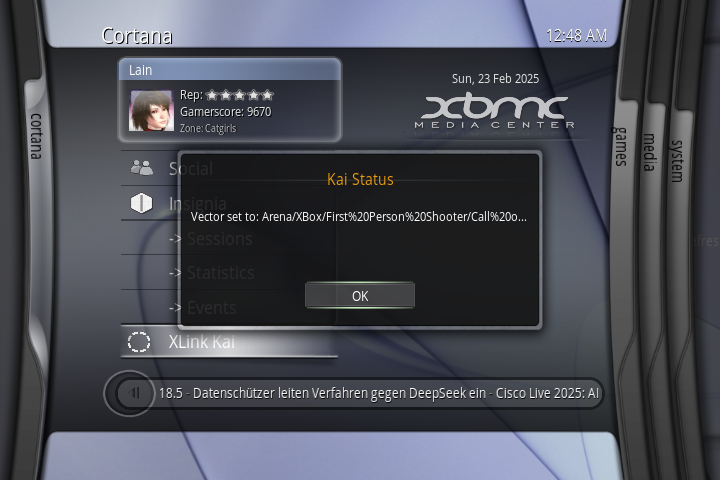 Cortana
12:48 AM
Lain
Rep:
Gamerscore: 9670
Zone: Catgirls
Sun, 23 Feb 2025
xbmc
MEDIA CENTER
cortana
games
media
system
Social
Kai Status
Insignia
Vector set to: Arena/XBox/First%20Person%20Shooter/Call%20o...
-> Sessions
-> Statistics
-> Events
OK
XLink Kai
18.5 - Datenschützer leiten Verfahren gegen DeepSeek ein - Cisco Live 2025: AI